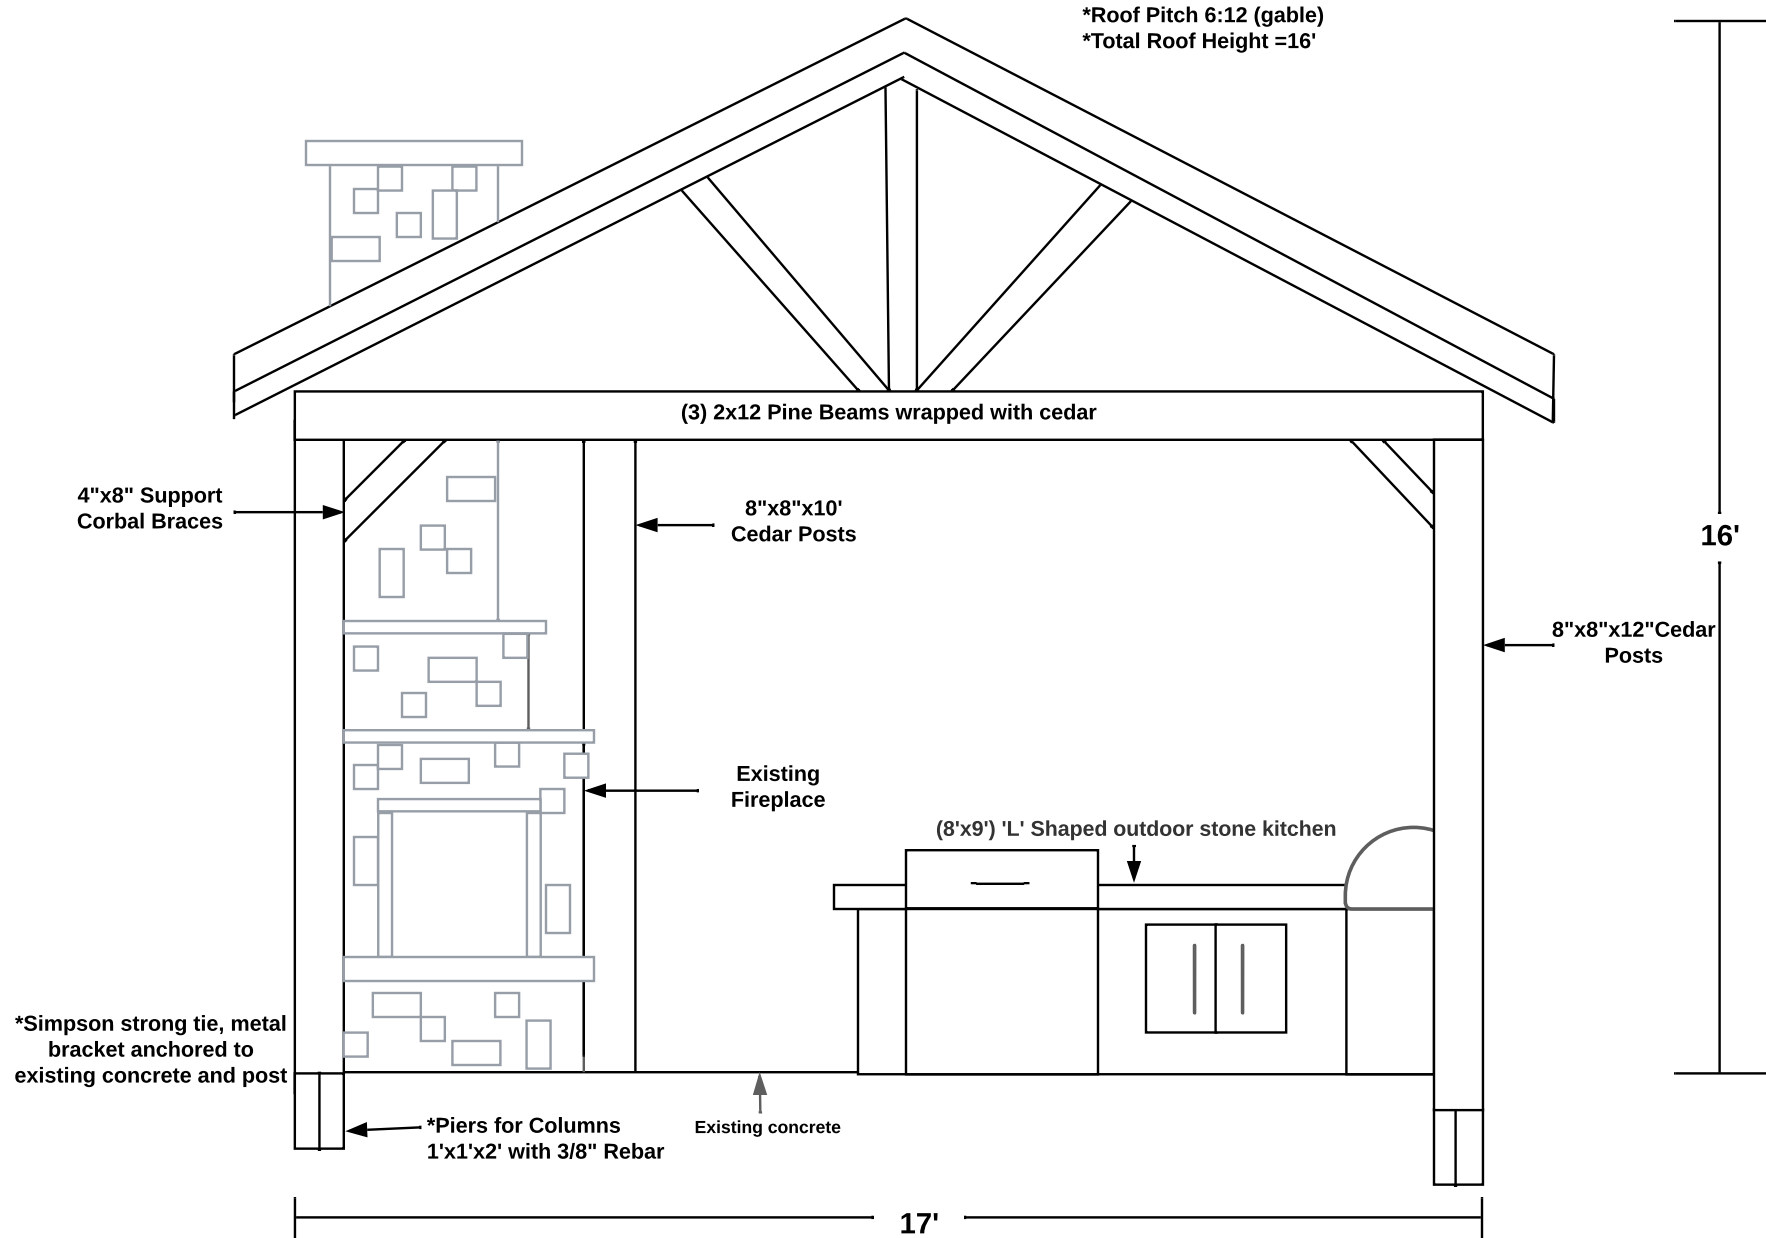 *Roof Pitch 6:12 (gable)
*Total Roof Height =16'
(3) 2x12 Pine Beams wrapped with cedar
4"x8" Support
Corbal Braces
8"x8"x10'
Cedar Posts
16'
8"x8"x12"Cedar
Posts
Existing
Fireplace
(8'x9') 'L' Shaped outdoor stone kitchen
*Simpson strong tie, metal
bracket anchored to
existing concrete and post
*Piers for Columns
1'x1'x2' with 3/8" Rebar
Existing concrete
17'